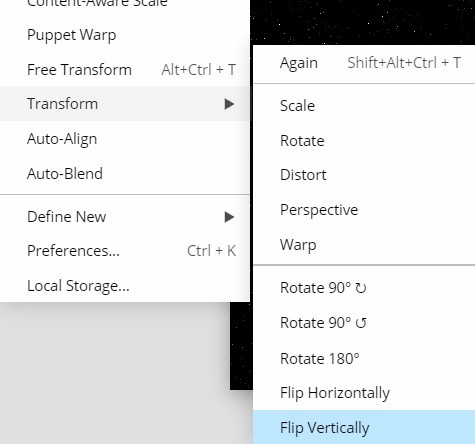 Content-Aware Scale
Puppet Warp
Free Transform Alt+Ctrl + T
Transform
Auto-Align
Auto-Blend
Define New
Preferences... Ctrl + K
Local Storage...
Again Shift+Alt+Ctrl + T
Scale
Rotate
Distort
Perspective
Warp
Rotate 90° ↻
Rotate 90° ↺
Rotate 180°
Flip Horizontally
Flip Vertically